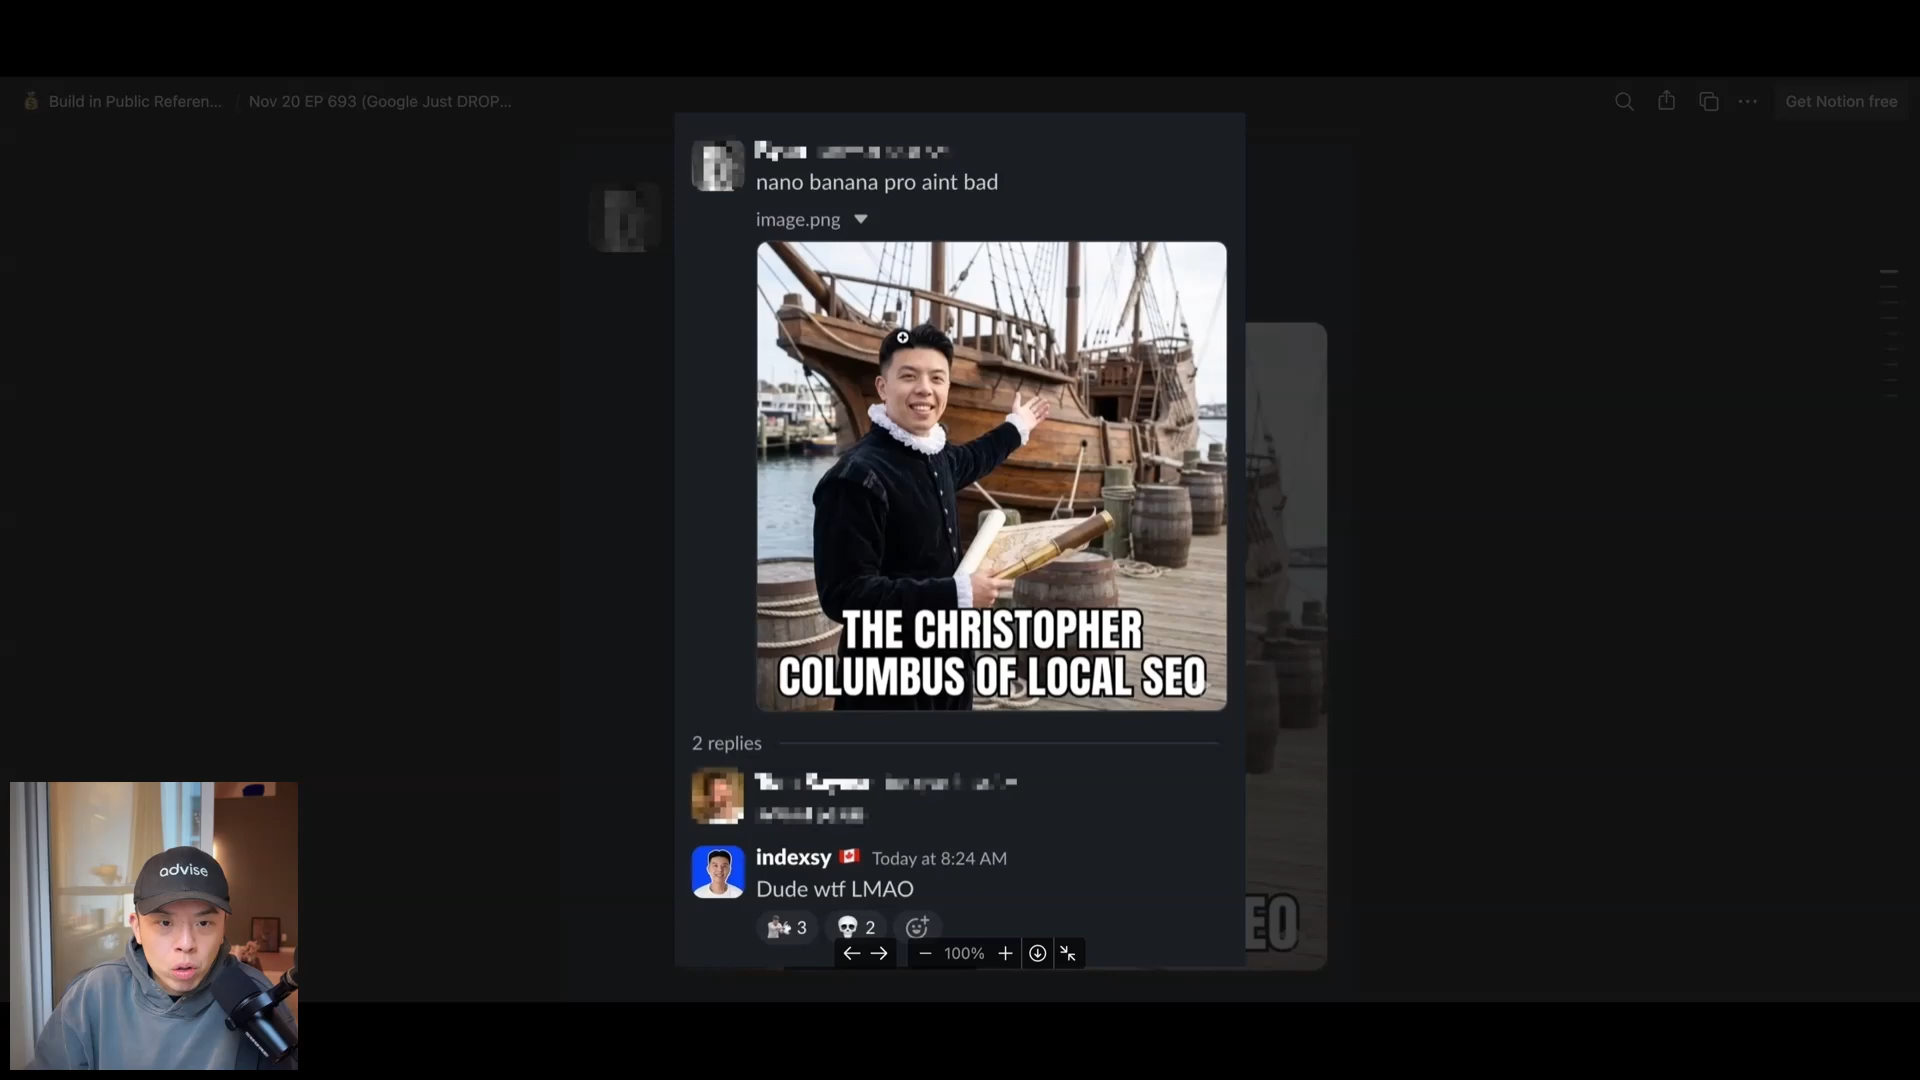 Build in Public Referen... / Nov 20 EP 693 (Google Just DROP...
Get Notion free
nano banana pro aint bad
image.png
THE CHRISTOPHER
COLUMBUS OF LOCAL SEO
2 replies
indexsy Today at 8:24 AM
Dude wtf LMAO
3 2
100%
EO
advise